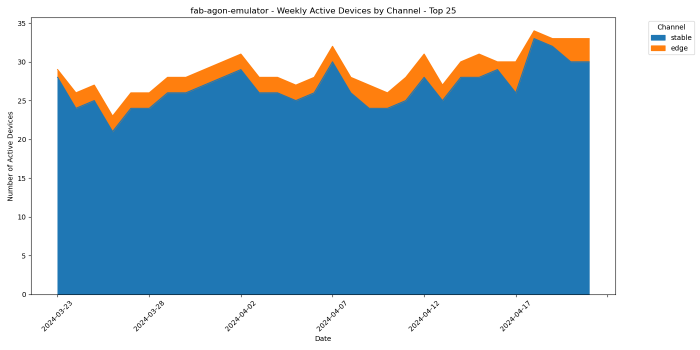 fab-agon-emulator - Weekly Active Devices by Channel - Top 25
Channel
stable
edge
Number of Active Devices
35
30
25
20
15
10
5
0
2024-03-23
2024-03-28
2024-04-02
2024-04-07
2024-04-12
2024-04-17
Date